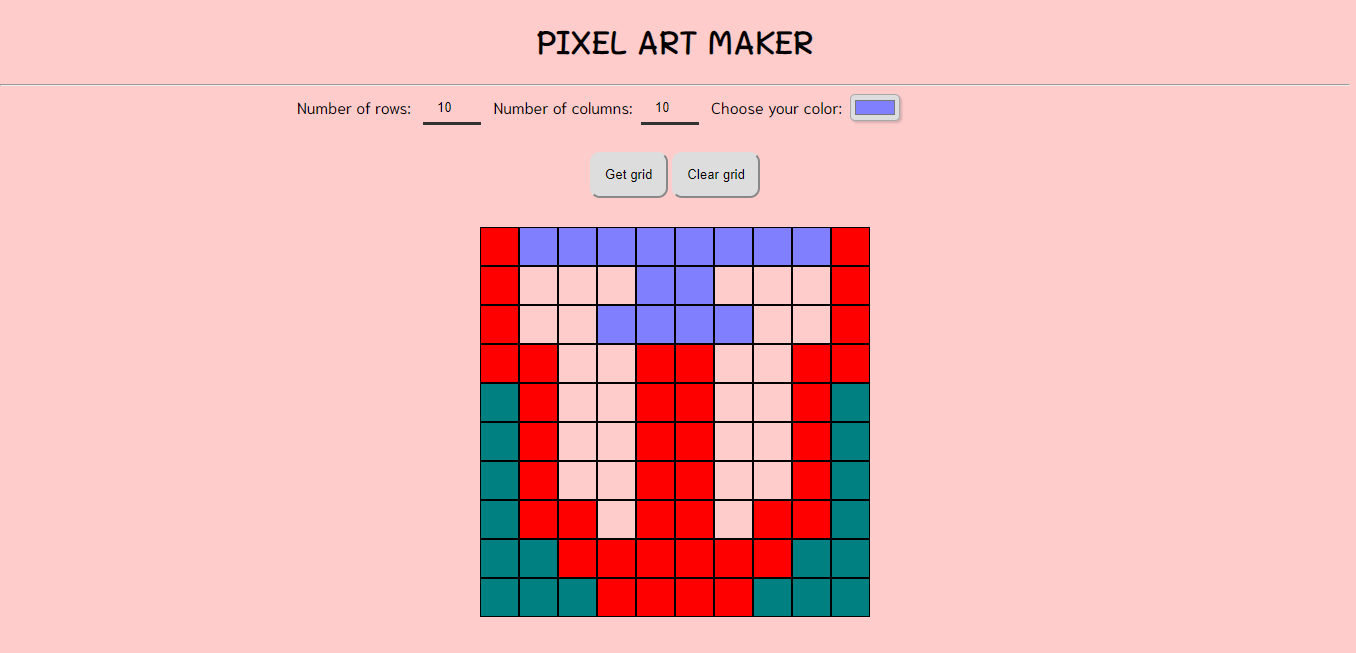 PIXEL ART MAKER
Number of rows: 10 Number of columns: 10 Choose your color:
Get grid Clear grid